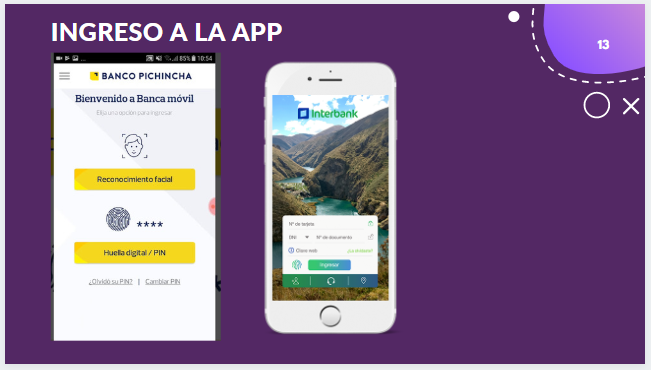 INGRESO A LA APP
13
85% 10:54
BANCO PICHINCHA
Bienvenido a Banca móvil
Elija una opción para ingresar
Reconocimiento facial
****
Huella digital / PIN
¿Olvidó su PIN? | Cambiar PIN
Interbank
Nº de tarjeta
DNI Nº de documento
Clave web
Ingresar